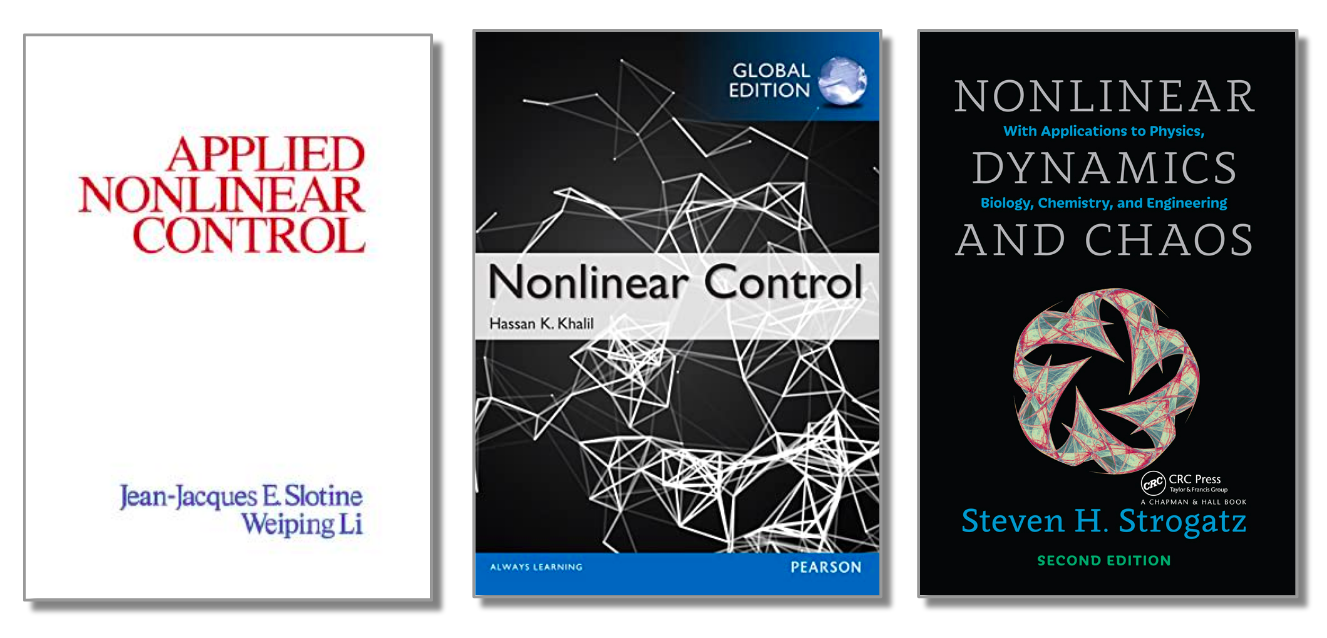 APPLIED
NONLINEAR
CONTROL
Jean-Jacques E. Slotine
Weiping Li
GLOBAL
EDITION
Nonlinear Control
Hassan K. Khalil
ALWAYS LEARNING
PEARSON
NONLINEAR
With Applications to Physics,
DYNAMICS
Biology, Chemistry, and Engineering
AND CHAOS
CRC
CRC Press
Taylor & Francis Group
A CHAPMAN & HALL BOOK
Steven H. Strogatz
SECOND EDITION